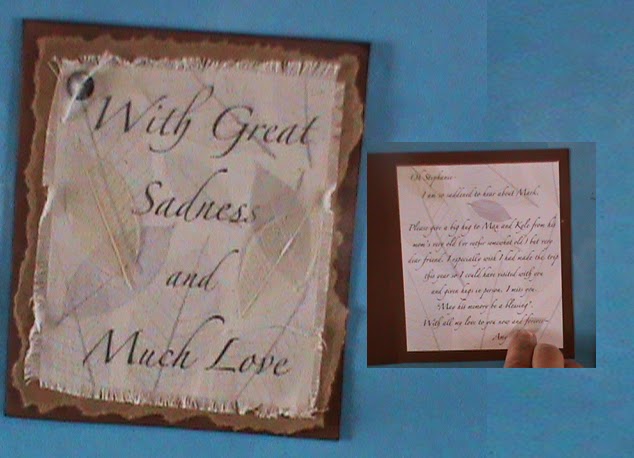 With Great
Sadness
and
Much Love
Oh Stephanie
I am so saddened to hear about Mark.
Please give a big hug to Max and Kyle from his
mom's very old (or rather somewhat old) but very
dear friend. I especially wish I had made the trip
this year so I could have visited with you
and given hugs in person. I miss you.
"May his memory be a blessing"
With all my love to you now and forever
Amy